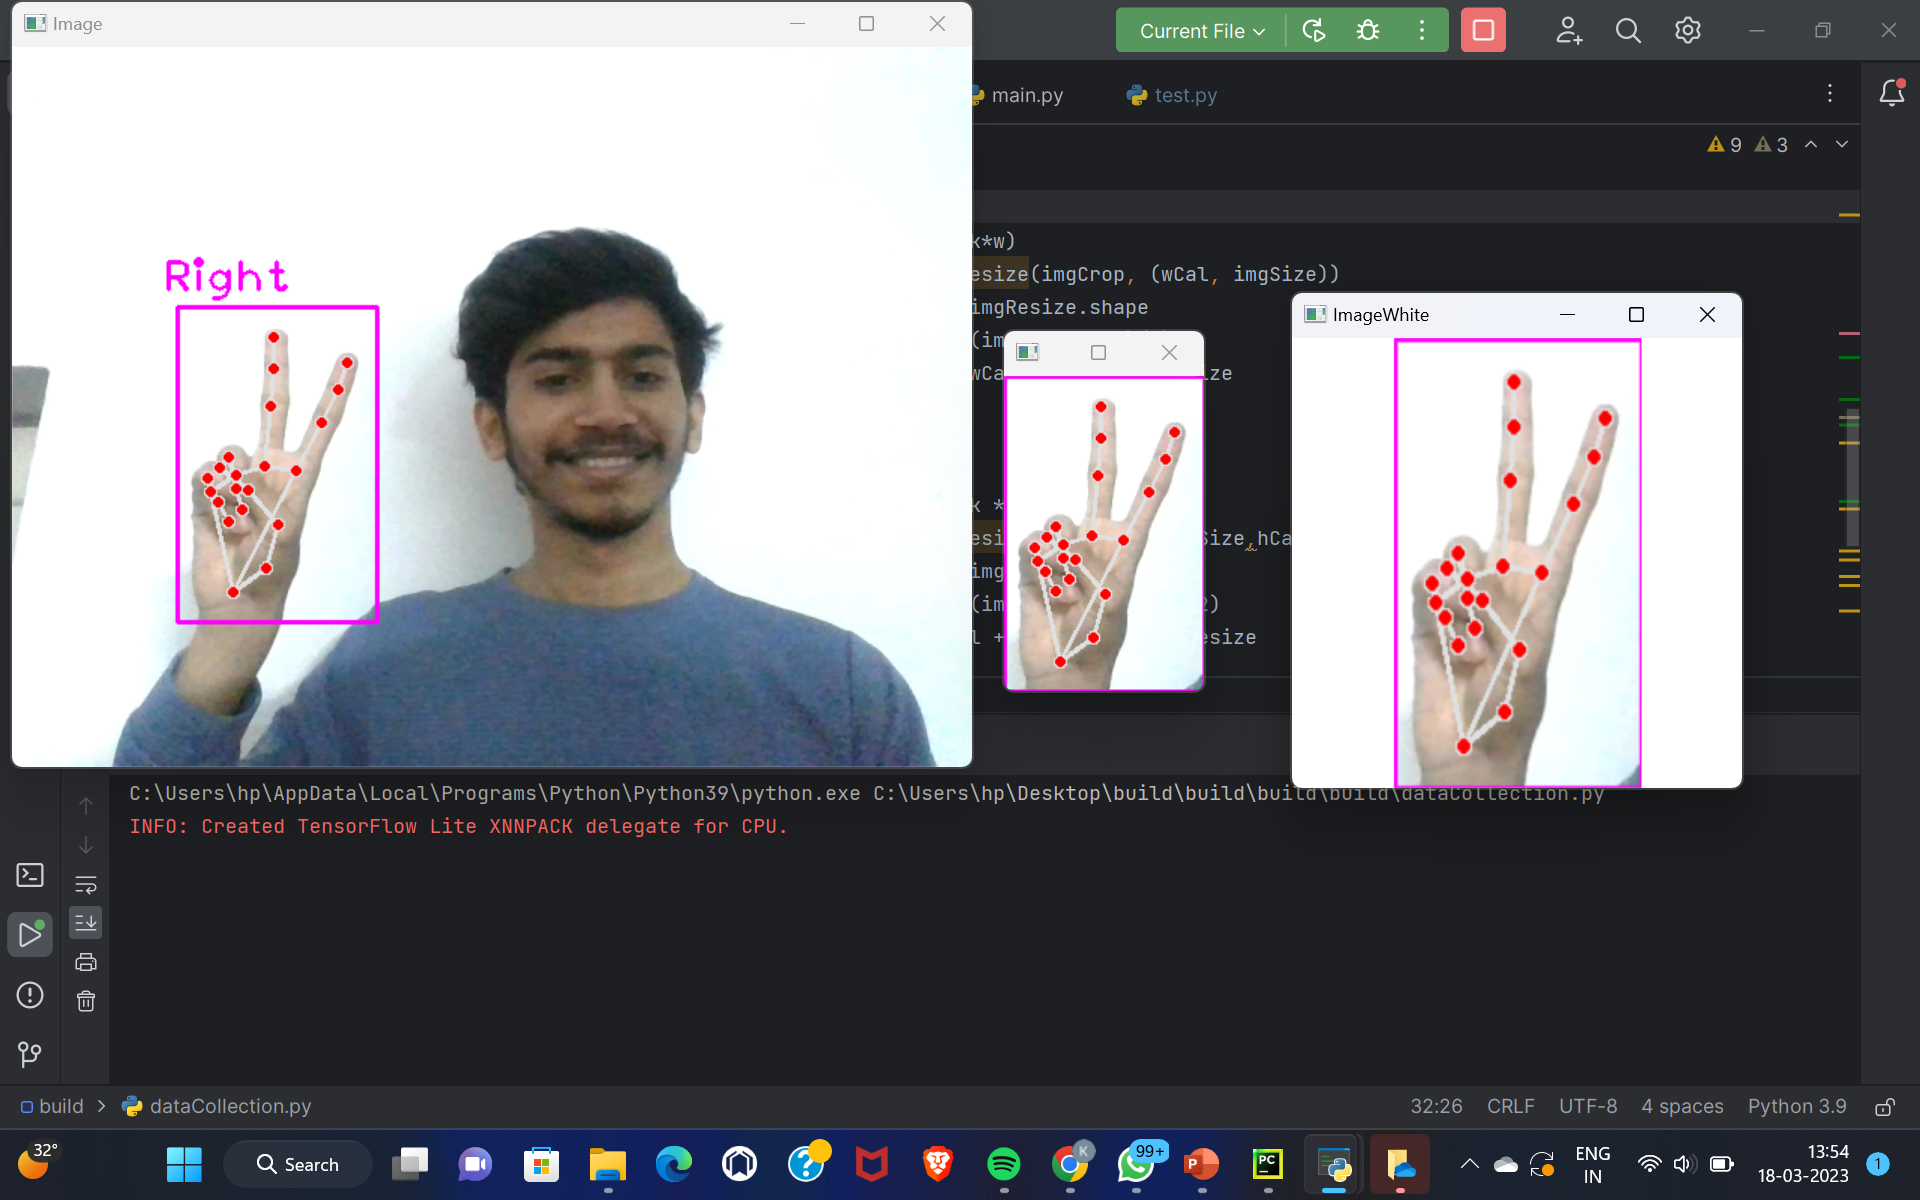 Image
Current File
main.py
test.py
9 3
k*w)
esize(imgCrop, (wCal, imgSize))
imgResize.shape
(im
wCa ize
ImageWhite
k *
esi Size,hCa
img
(im 2)
l + esize
Right
C:\Users\hp\AppData\Local\Programs\Python\Python39\python.exe C:\Users\hp\Desktop\build\build\build\build\dataCollection.py
INFO: Created TensorFlow Lite XNNPACK delegate for CPU.
build > dataCollection.py
32:26 CRLF UTF-8 4 spaces Python 3.9
32°
Search
K
99+
P
PC
ENG
IN
13:54
18-03-2023
1